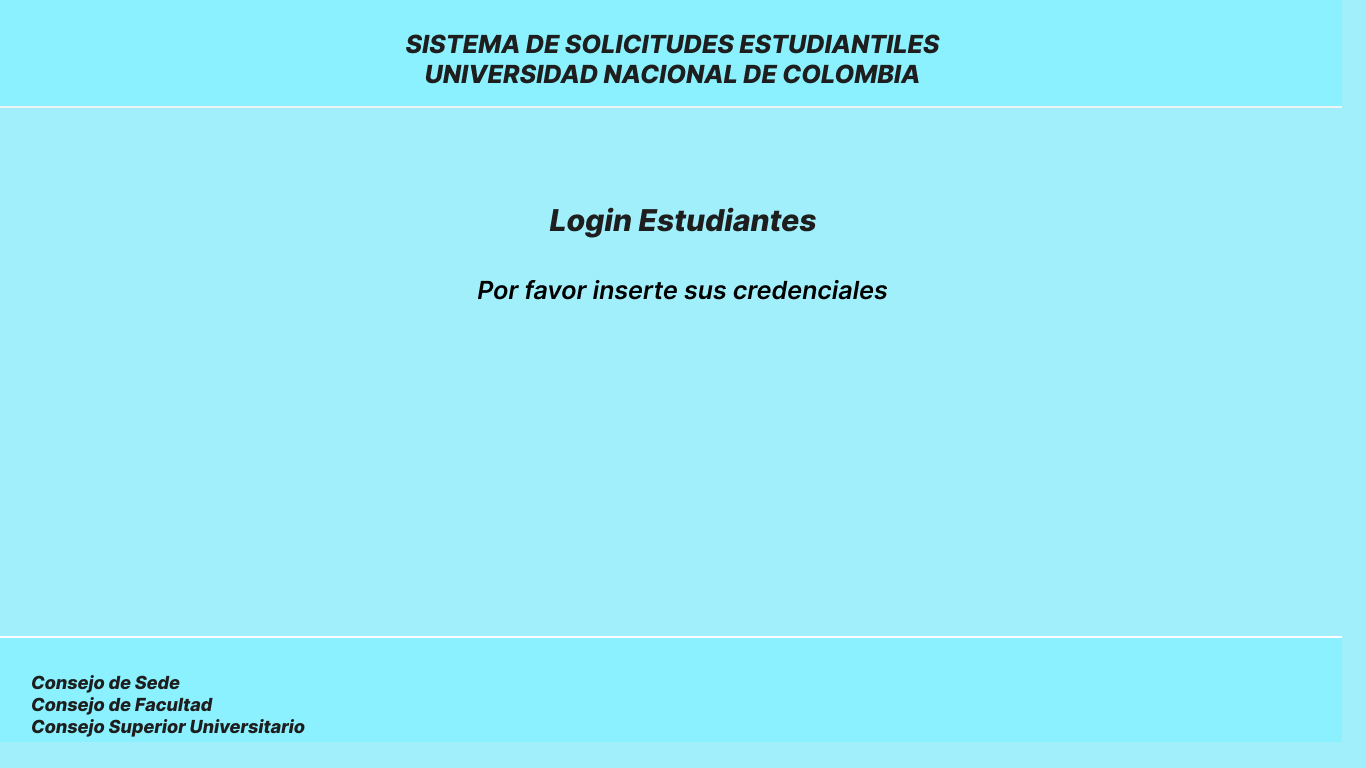 SISTEMA DE SOLICITUDES ESTUDIANTILES
UNIVERSIDAD NACIONAL DE COLOMBIA
Login Estudiantes
Por favor inserte sus credenciales
Consejo de Sede
Consejo de Facultad
Consejo Superior Universitario